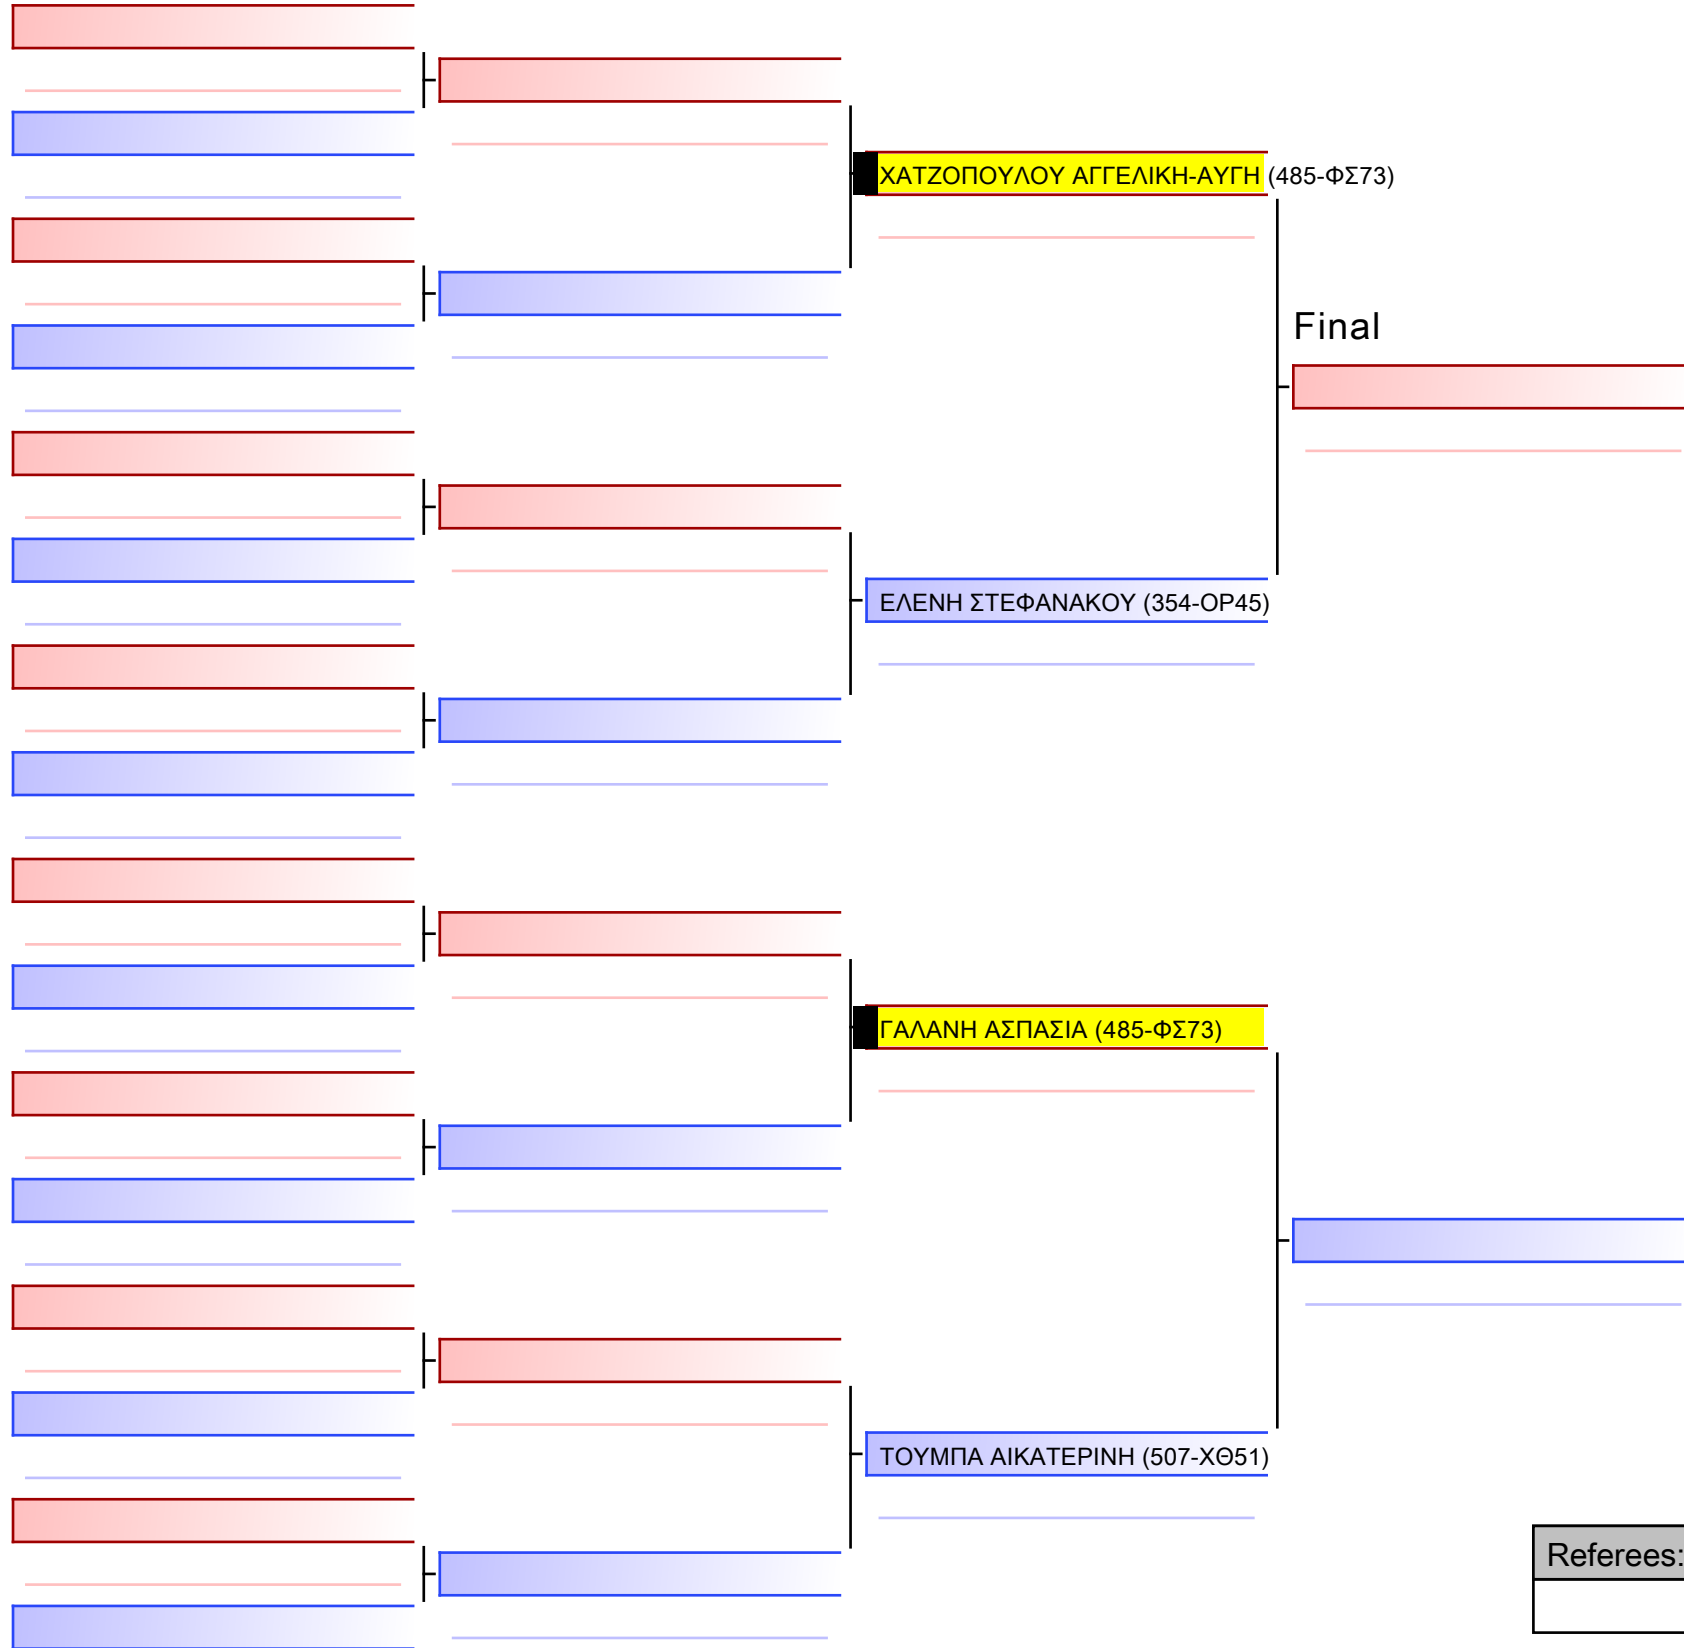 ΧΑΤΖΟΠΟΥΛΟΥ ΑΓΓΕΛΙΚΗ-ΑΥΓΗ (485-ΦΣ73)
Final
ΕΛΕΝΗ ΣΤΕΦΑΝΑΚΟΥ (354-ΟΡ45)
ΓΑΛΑΝΗ ΑΣΠΑΣΙΑ (485-ΦΣ73)
ΤΟΥΜΠΑ ΑΙΚΑΤΕΡΙΝΗ (507-ΧΘ51)
Referees: